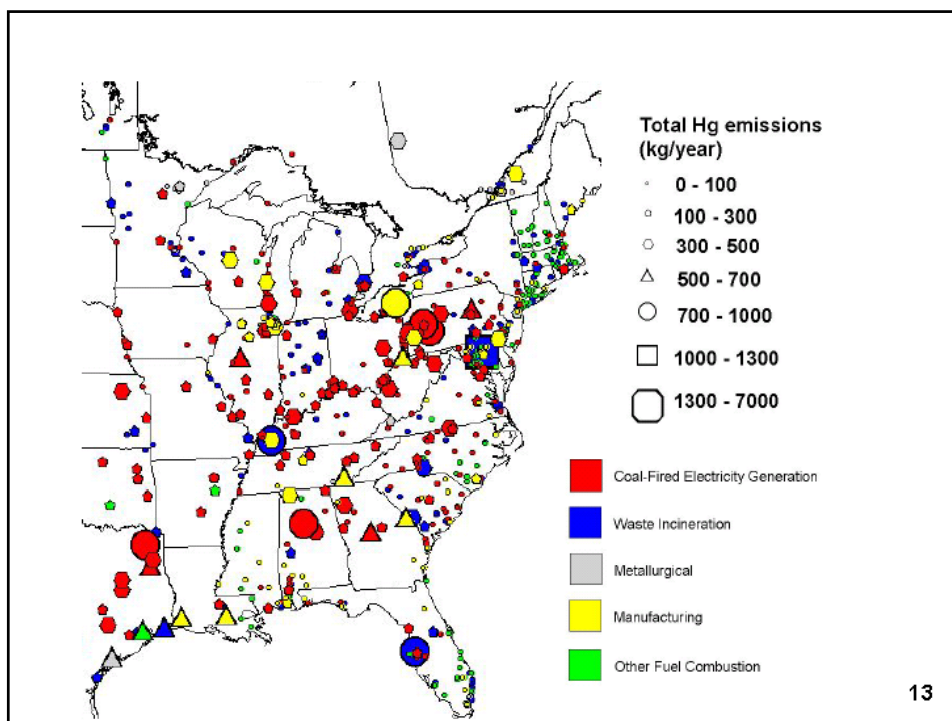 Total Hg emissions
(kg/year)
0 - 100
100 - 300
300 - 500
500 - 700
700 - 1000
1000 - 1300
1300 - 7000
Coal-Fired Electricity Generation
Waste Incineration
Metallurgical
Manufacturing
Other Fuel Combustion
13